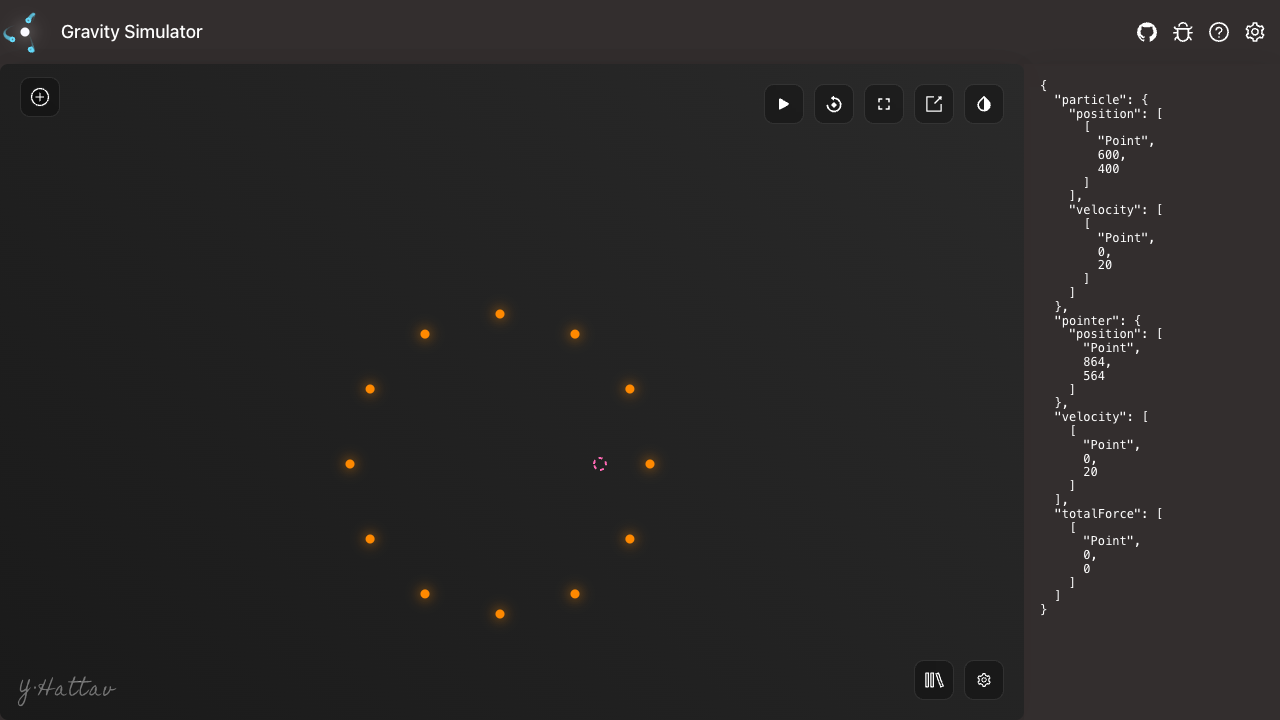 Gravity Simulator
{
"particle": {
"position": [
[
"Point",
600,
400
]
],
"velocity": [
[
"Point",
0,
20
]
]
},
"pointer": {
"position": [
"Point",
864,
564
]
},
"velocity": [
[
"Point",
0,
20
]
],
"totalForce": [
[
"Point",
0,
0
]
]
}
Y·Hattav